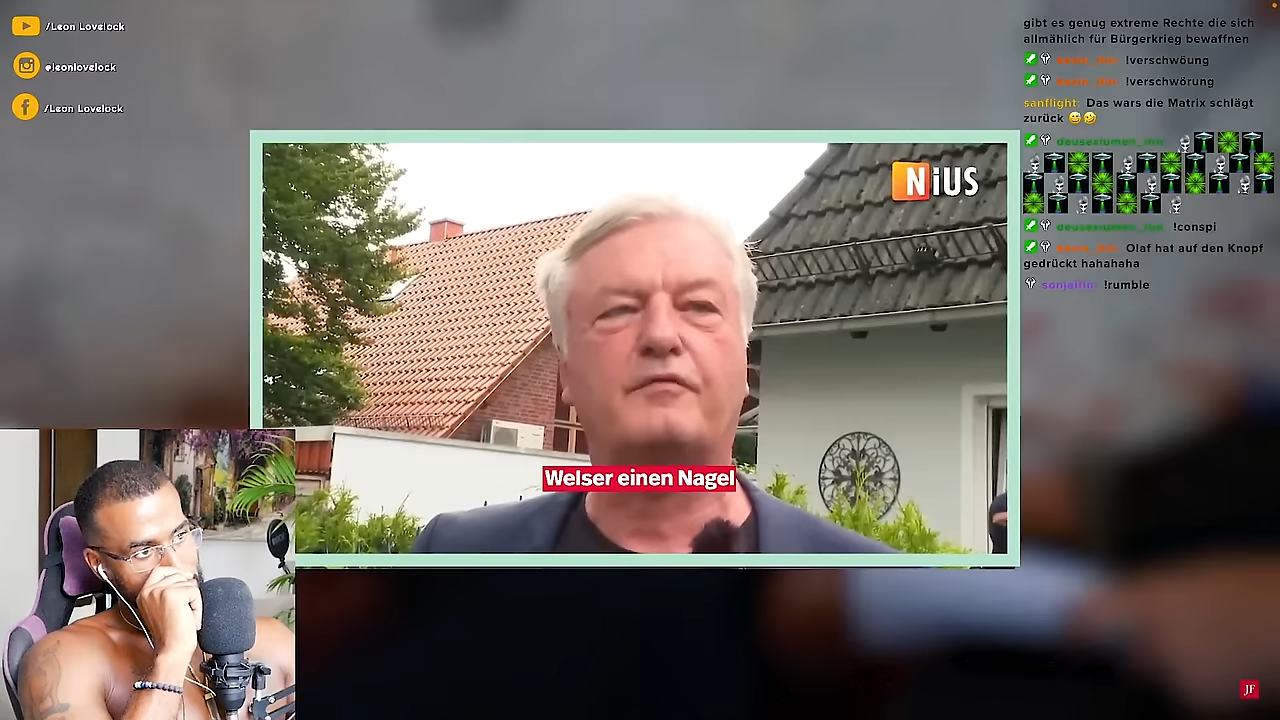 /Leon Lovelock
@leonlovelock
/Leon Lovelock
NiUS
Welser einen Nagel
gibt es genug extreme Rechte die sich
allmählich für Bürgerkrieg bewaffnen
!verschwöung
!verschwörung
sanflight: Das wars die Matrix schlägt
zurück
!conspi
Olaf hat auf den Knopf
gedrückt hahahaha
!rumble
JF